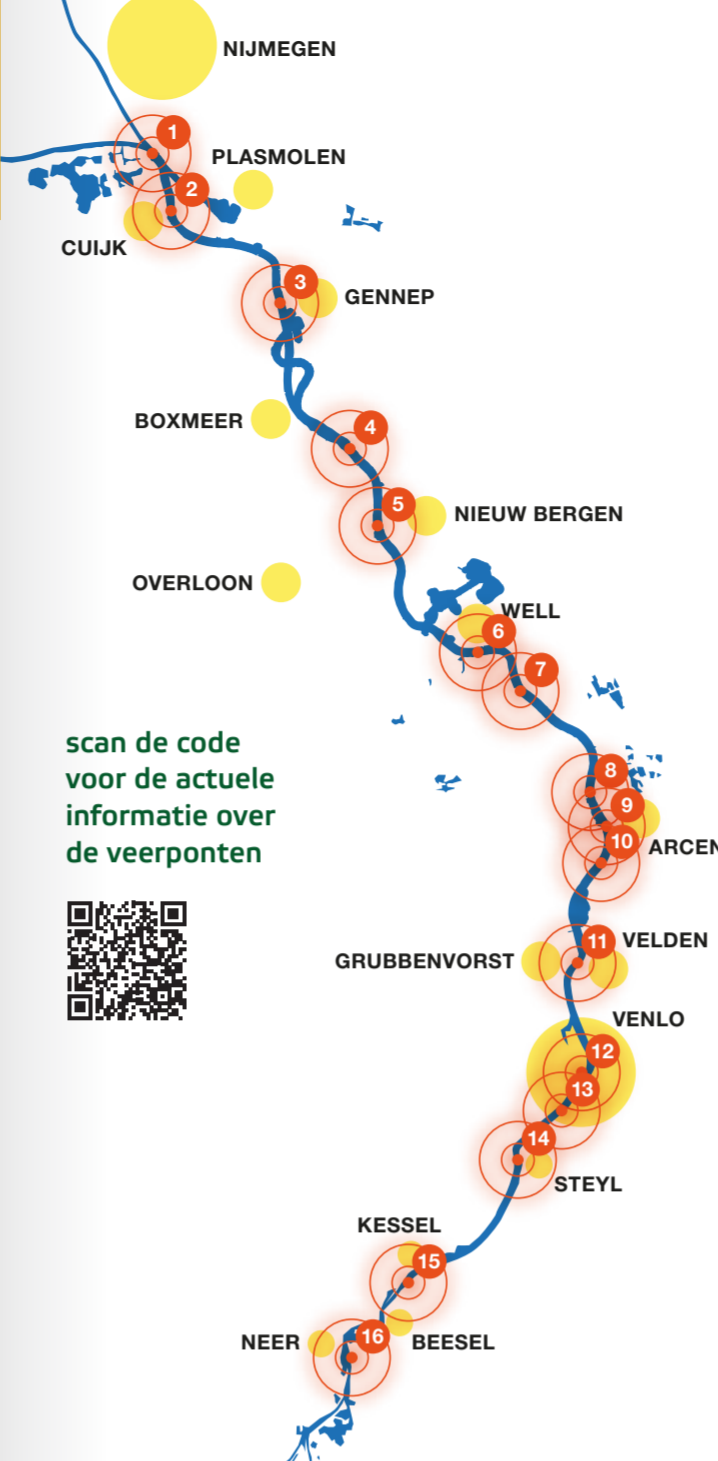 NIJMEGEN
1
PLASMOLEN
2
CUIJK
3
GENNEP
BOXMEER
4
5
NIEUW BERGEN
OVERLOON
WELL
6
7
scan de code
voor de actuele
informatie over
de veerponten
8
9
10
ARCEN
11
VELDEN
GRUBBENVORST
VENLO
12
13
14
STEYL
KESSEL
15
16
NEER
BEESEL